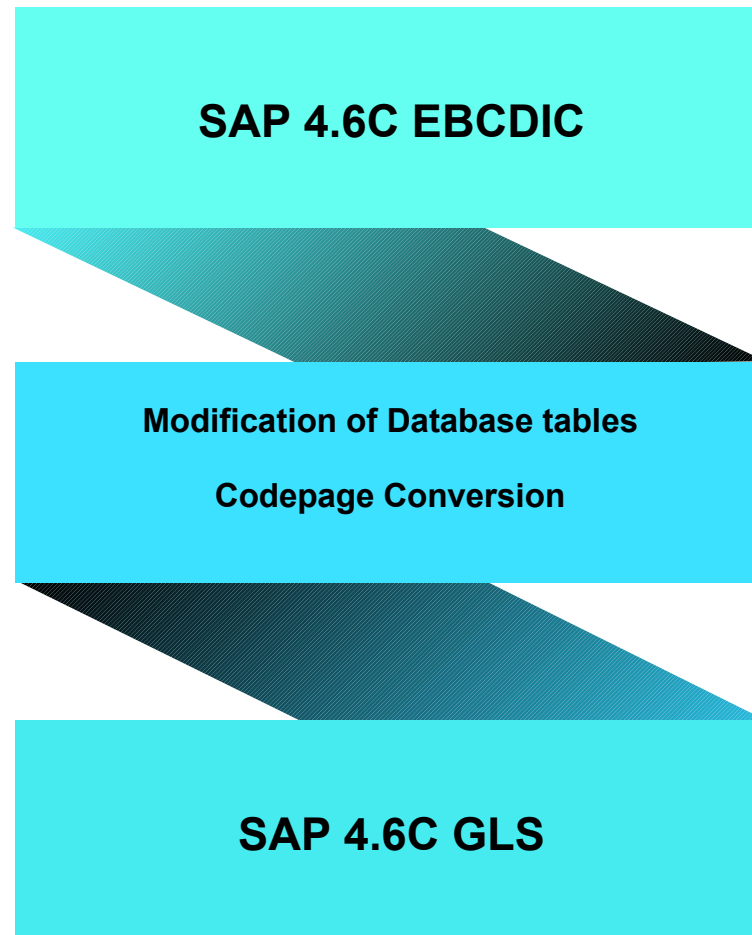 SAP 4.6C EBCDIC
Modification of Database tables
Codepage Conversion
SAP 4.6C GLS